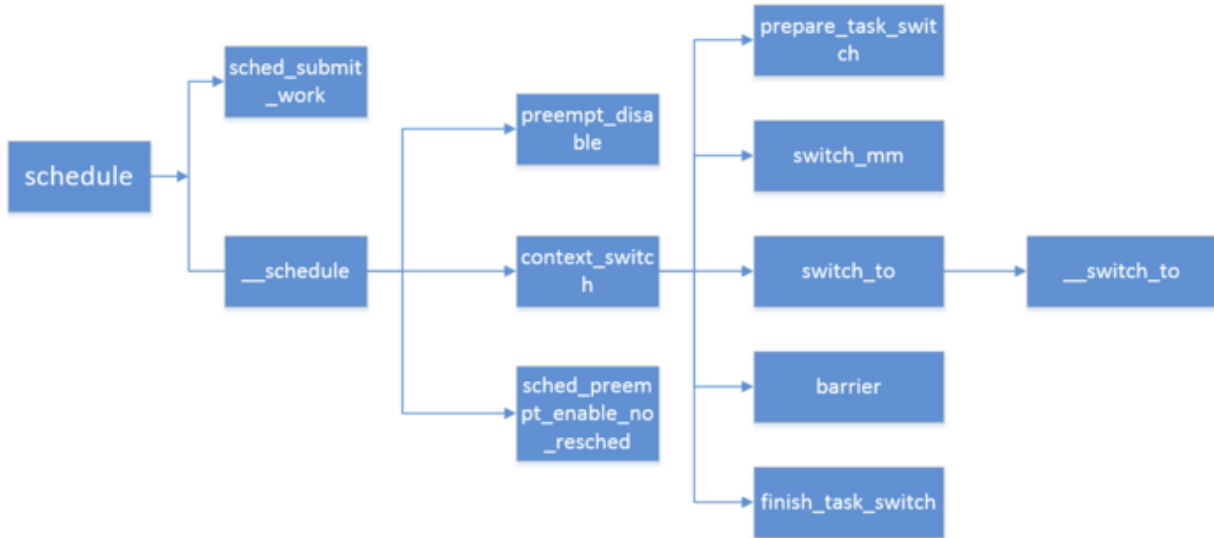 schedule
sched_submit
_work
__schedule
preempt_disa
ble
context_switc
h
sched_preem
pt_enable_no
_resched
prepare_task_swit
ch
switch_mm
switch_to
barrier
finish_task_switch
__switch_to